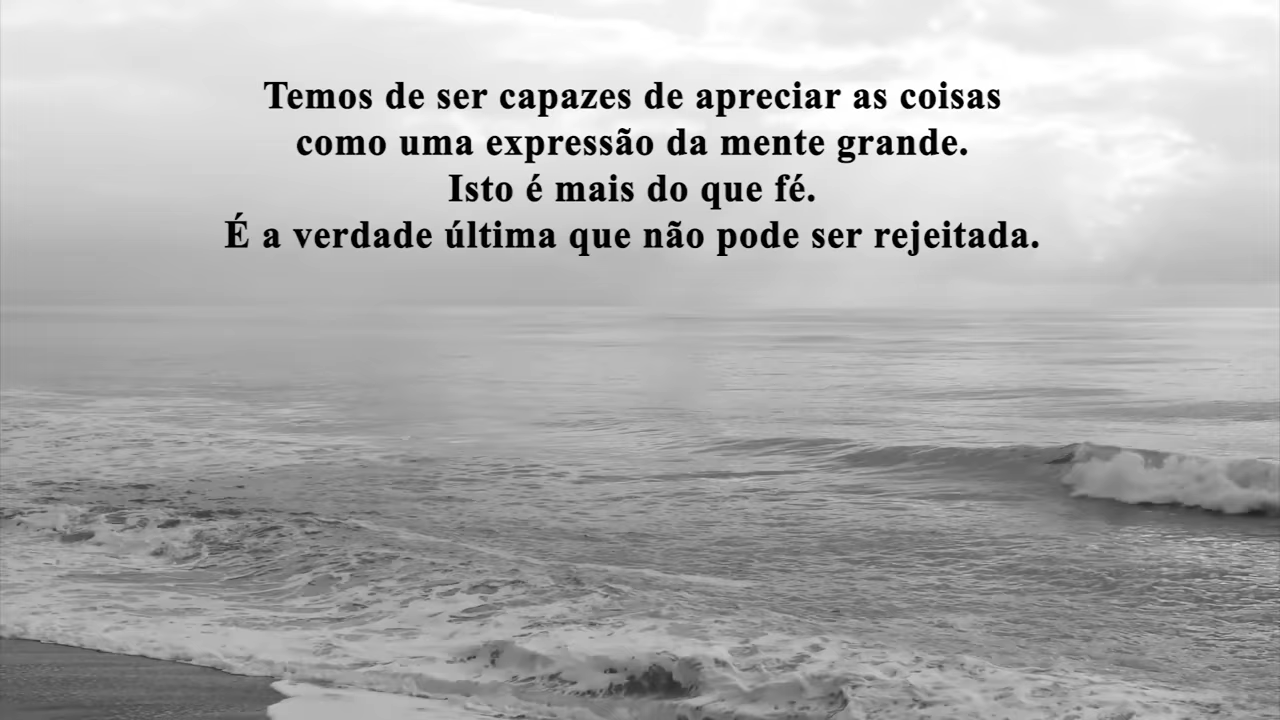 Temos de ser capazes de apreciar as coisas
como uma expressão da mente grande.
Isto é mais do que fé.
É a verdade última que não pode ser rejeitada.